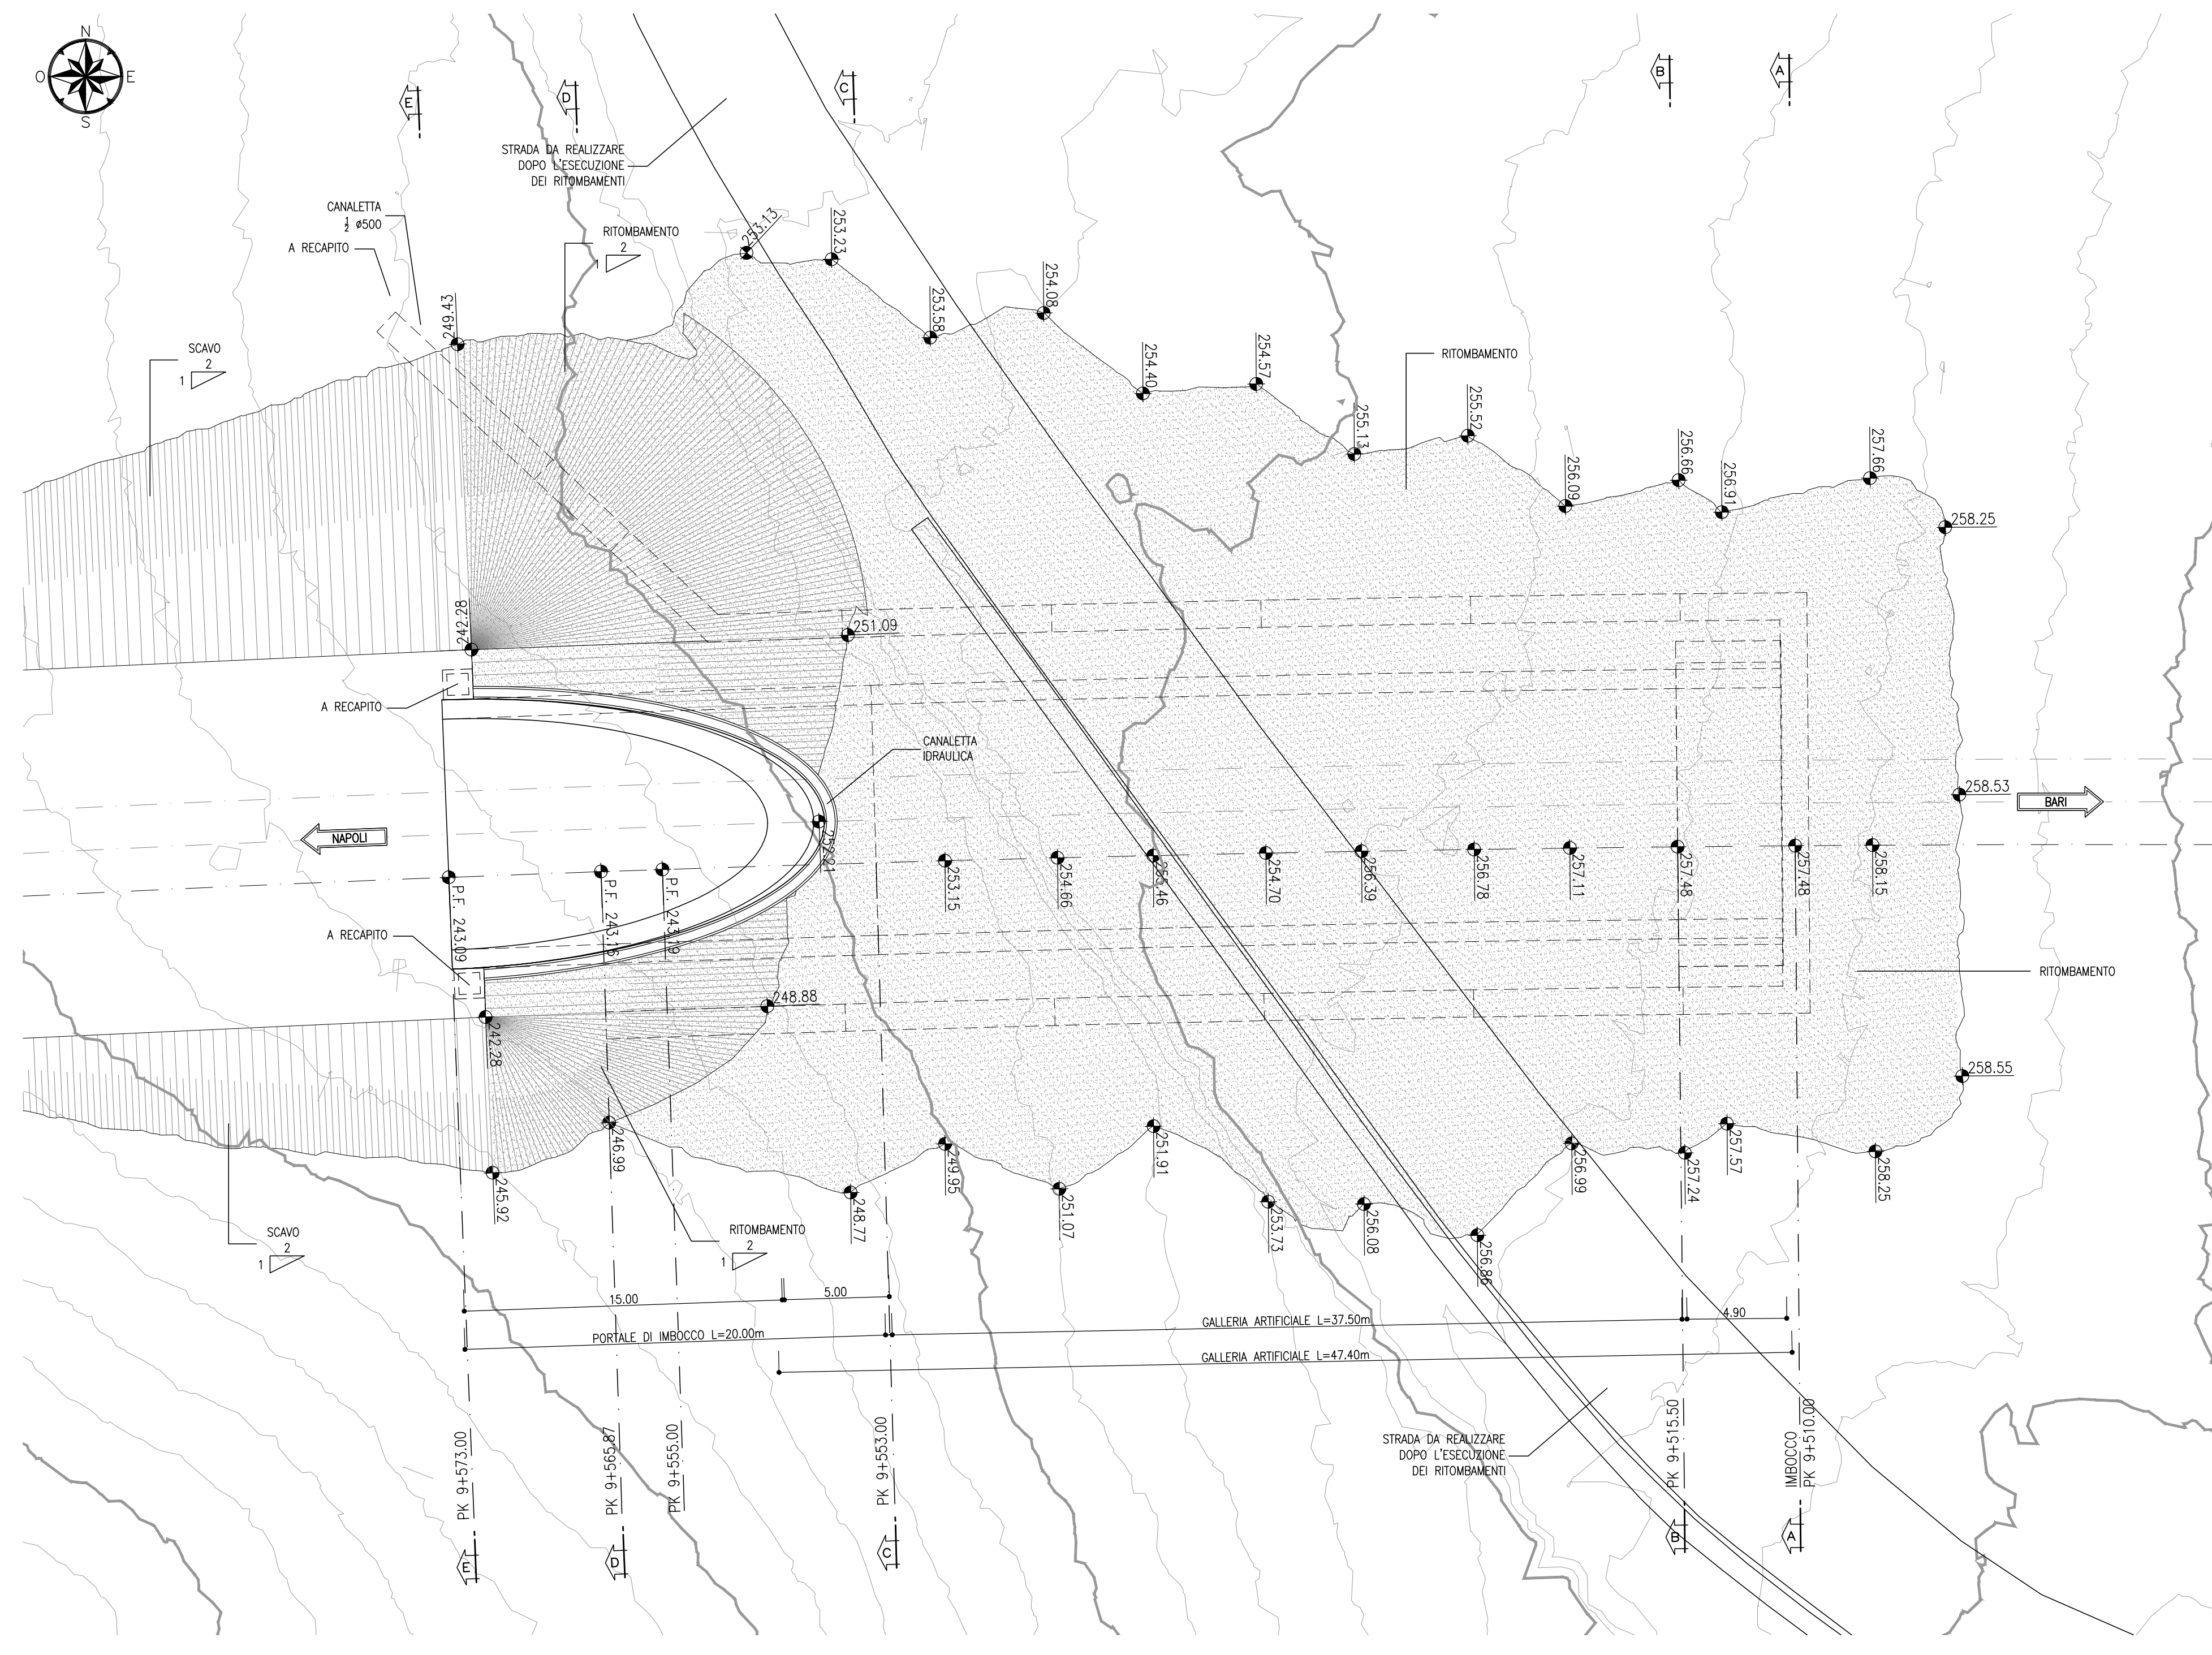 N
O
E
S
E
D
C
B
A
STRADA DA REALIZZARE
DOPO L'ESECUZIONE
DEI RITOMBAMENTI
CANALETTA
½ ø500
A RECAPITO
RITOMBAMENTO
2
1
SCAVO
2
1
249.43
253.13
253.23
253.58
254.08
254.40
254.57
255.13
255.52
256.09
256.66
256.91
257.66
258.25
RITOMBAMENTO
242.28
251.09
A RECAPITO
CANALETTA
IDRAULICA
NAPOLI
BARI
258.53
252.21
P.F. 243.09
P.F. 243.16
P.F. 243.19
253.15
254.66
255.46
254.70
256.39
256.78
257.11
257.48
257.48
258.15
A RECAPITO
RITOMBAMENTO
248.88
242.28
258.55
245.92
246.99
248.77
249.95
251.07
251.91
253.73
256.08
256.86
256.99
257.24
257.57
258.25
SCAVO
2
1
RITOMBAMENTO
2
1
15.00
5.00
4.90
PORTALE DI IMBOCCO L=20.00m
GALLERIA ARTIFICIALE L=37.50m
GALLERIA ARTIFICIALE L=47.40m
STRADA DA REALIZZARE
DOPO L'ESECUZIONE
DEI RITOMBAMENTI
PK 9+573.00
PK 9+565.87
PK 9+555.00
PK 9+553.00
PK 9+515.50
IMBOCCO
PK 9+510.00
E
D
C
B
A